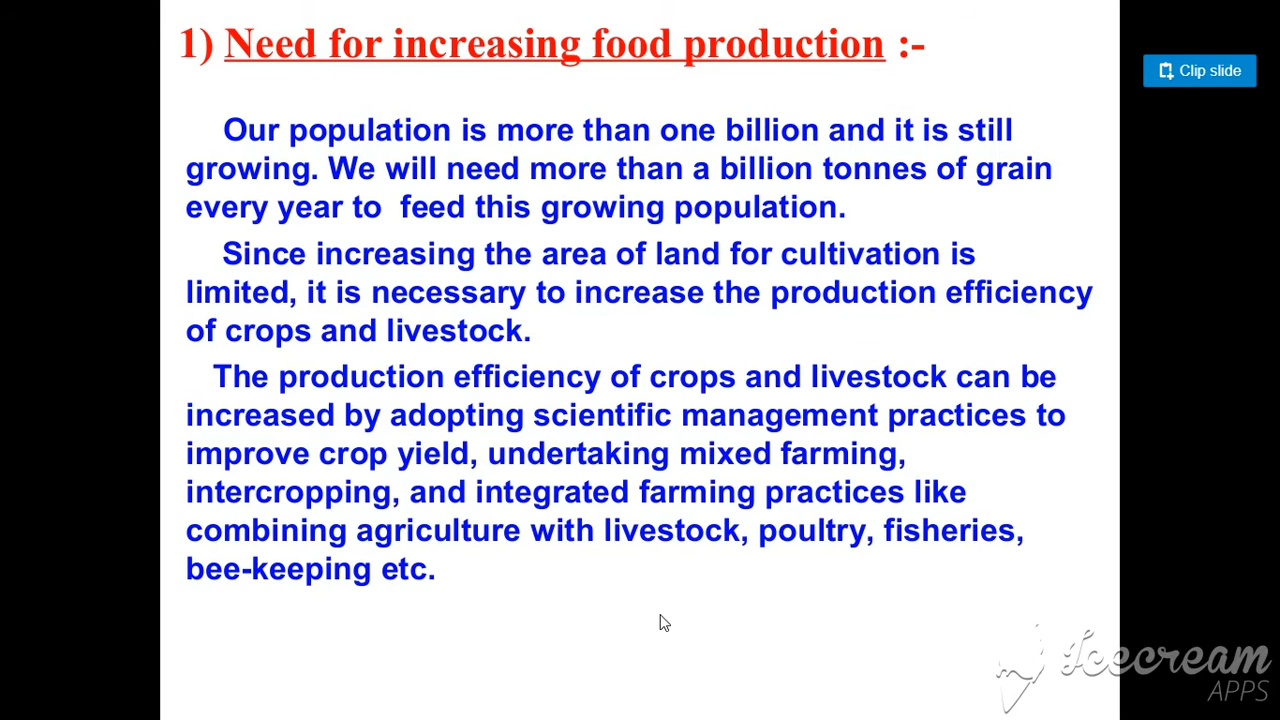 1) Need for increasing food production :-
Clip slide
Our population is more than one billion and it is still
growing. We will need more than a billion tonnes of grain
every year to feed this growing population.
Since increasing the area of land for cultivation is
limited, it is necessary to increase the production efficiency
of crops and livestock.
The production efficiency of crops and livestock can be
increased by adopting scientific management practices to
improve crop yield, undertaking mixed farming,
intercropping, and integrated farming practices like
combining agriculture with livestock, poultry, fisheries,
bee-keeping etc.
Icecream
APPS